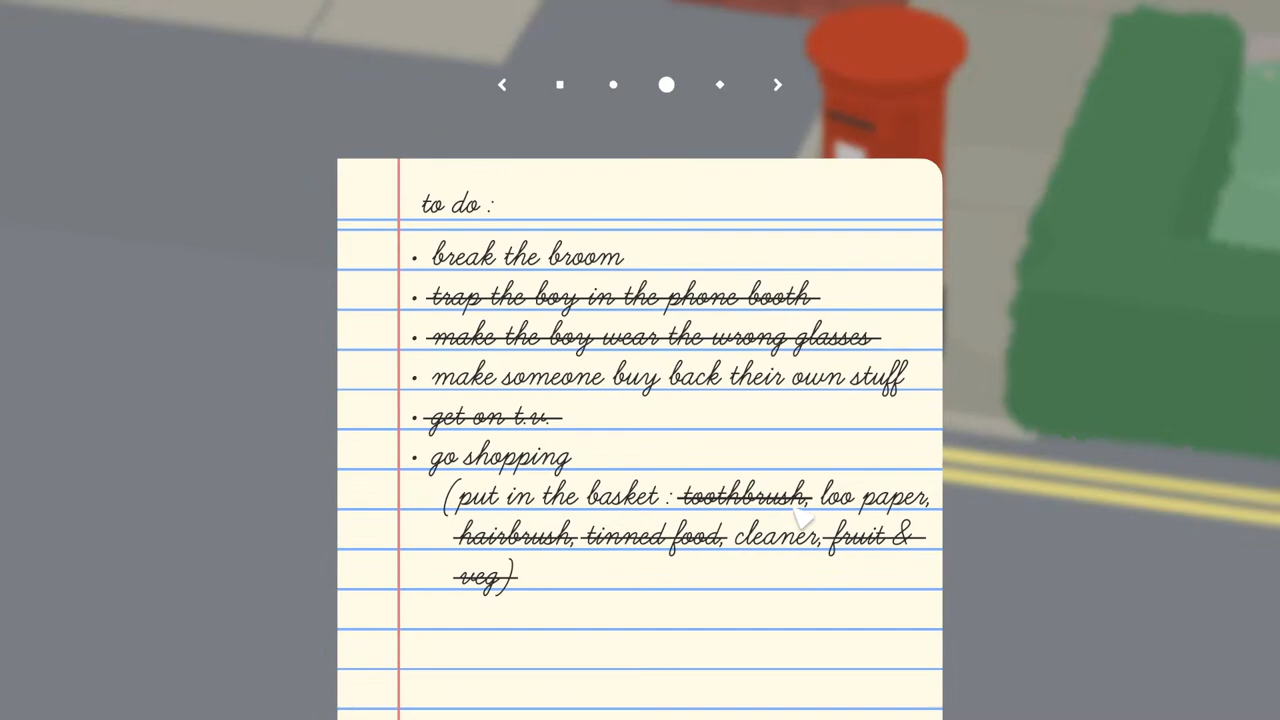 to do :
• break the broom
• trap the boy in the phone booth
• make the boy wear the wrong glasses
• make someone buy back their own stuff
• get on t.v.
• go shopping
(put in the basket : toothbrush, loo paper,
hairbrush, tinned food, cleaner, fruit &
veg)